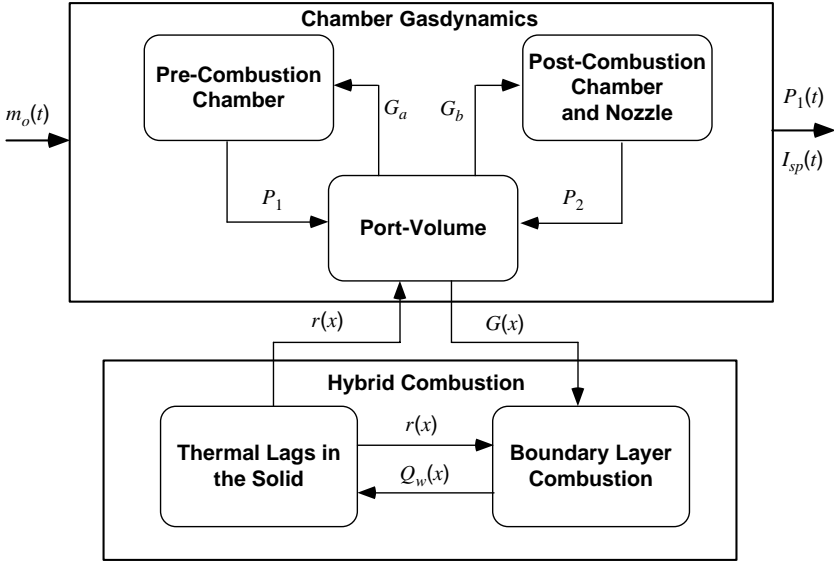 Chamber Gasdynamics
Pre-Combustion
Chamber
Post-Combustion
Chamber
and Nozzle
m_o(t)
P_1(t)
G_a
G_b
I_sp(t)
P_1
P_2
Port-Volume
r(x)
G(x)
Hybrid Combustion
Thermal Lags in
the Solid
r(x)
Q_w(x)
Boundary Layer
Combustion